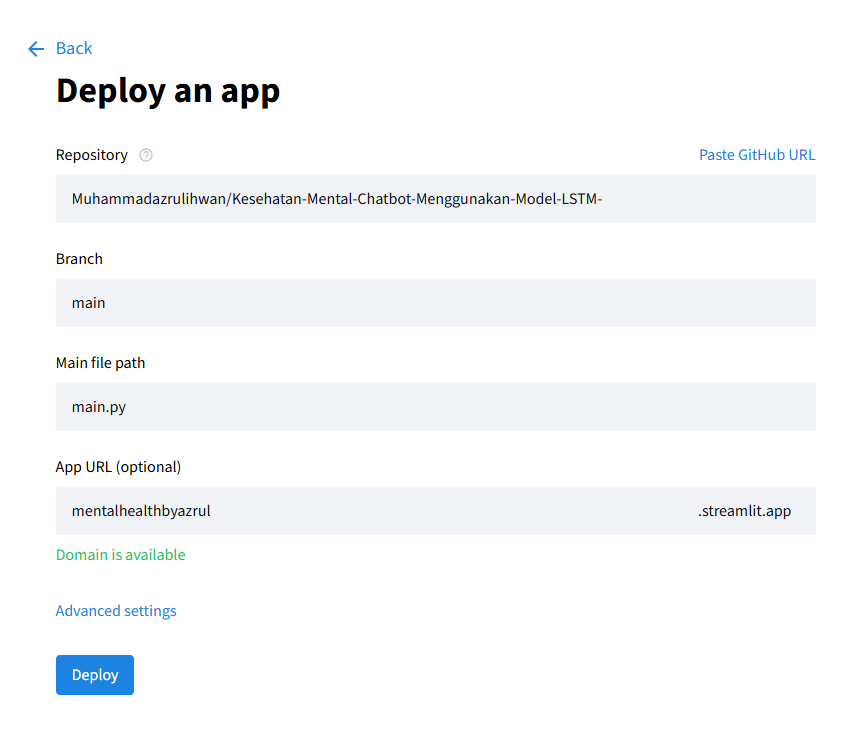 Back
Deploy an app
Repository
Paste GitHub URL
Muhammadazrulihwan/Kesehatan-Mental-Chatbot-Menggunakan-Model-LSTM-
Branch
main
Main file path
main.py
App URL (optional)
mentalhealthbyazrul .streamlit.app
Domain is available
Advanced settings
Deploy